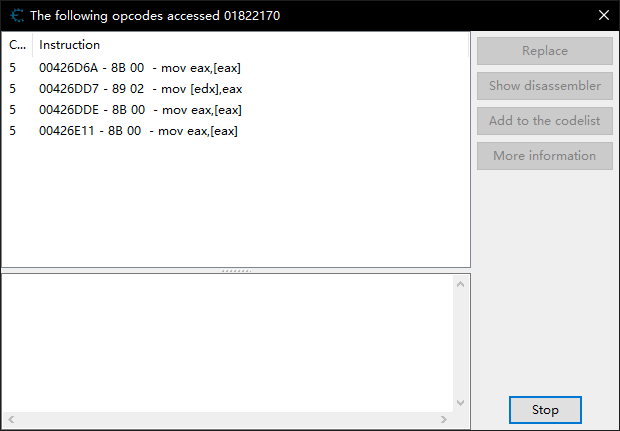 The following opcodes accessed 01822170
C... Instruction
5 00426D6A - 8B 00 - mov eax,[eax]
5 00426DD7 - 89 02 - mov [edx],eax
5 00426DDE - 8B 00 - mov eax,[eax]
5 00426E11 - 8B 00 - mov eax,[eax]
Replace
Show disassembler
Add to the codelist
More information
Stop